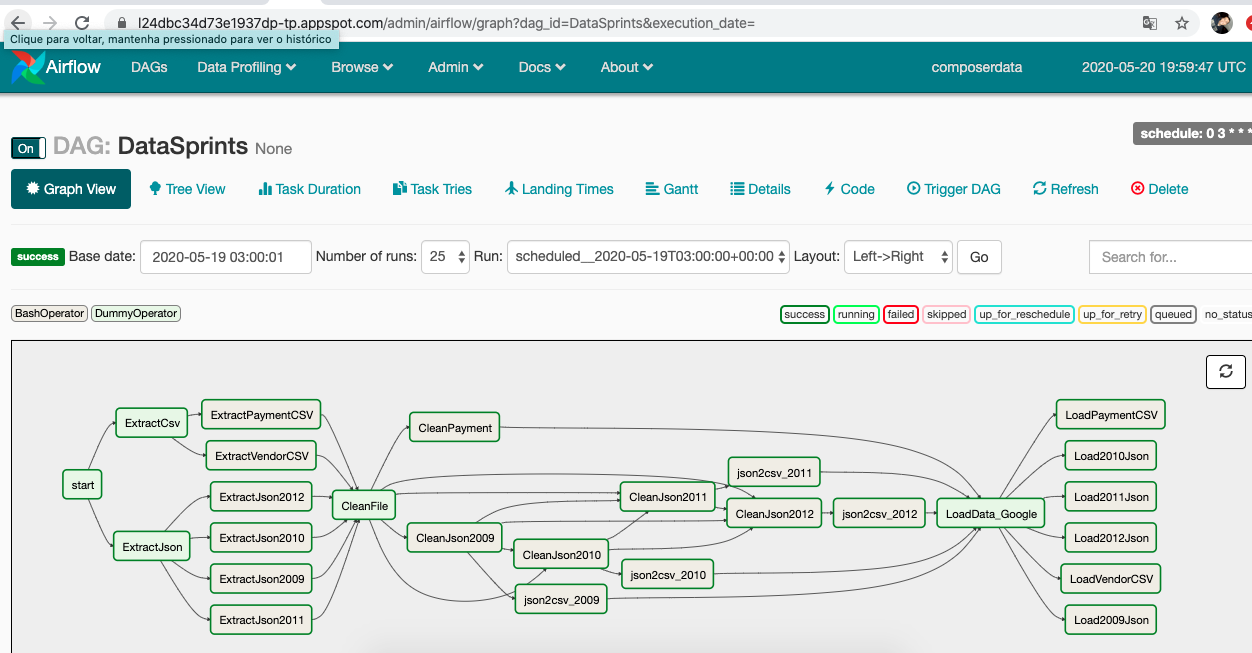 l24dbc34d73e1937dp-tp.appspot.com/admin/airflow/graph?dag_id=DataSprints&execution_date=
Clique para voltar, mantenha pressionado para ver o histórico
Airflow DAGs Data Profiling Browse Admin Docs About composerdata 2020-05-20 19:59:47 UTC
On DAG: DataSprints None
schedule: 0 3 * * *
Graph View Tree View Task Duration Task Tries Landing Times Gantt Details Code Trigger DAG Refresh Delete
success Base date: 2020-05-19 03:00:01 Number of runs: 25 Run: scheduled__2020-05-19T03:00:00+00:00 Layout: Left->Right Go Search for...
BashOperator DummyOperator
success running failed skipped up_for_reschedule up_for_retry queued no_status
start
ExtractCsv
ExtractJson
ExtractPaymentCSV
ExtractVendorCSV
ExtractJson2012
ExtractJson2010
ExtractJson2009
ExtractJson2011
CleanFile
CleanPayment
CleanJson2009
CleanJson2010
json2csv_2009
CleanJson2011
json2csv_2010
json2csv_2011
CleanJson2012
json2csv_2012
LoadData_Google
LoadPaymentCSV
Load2010Json
Load2011Json
Load2012Json
LoadVendorCSV
Load2009Json